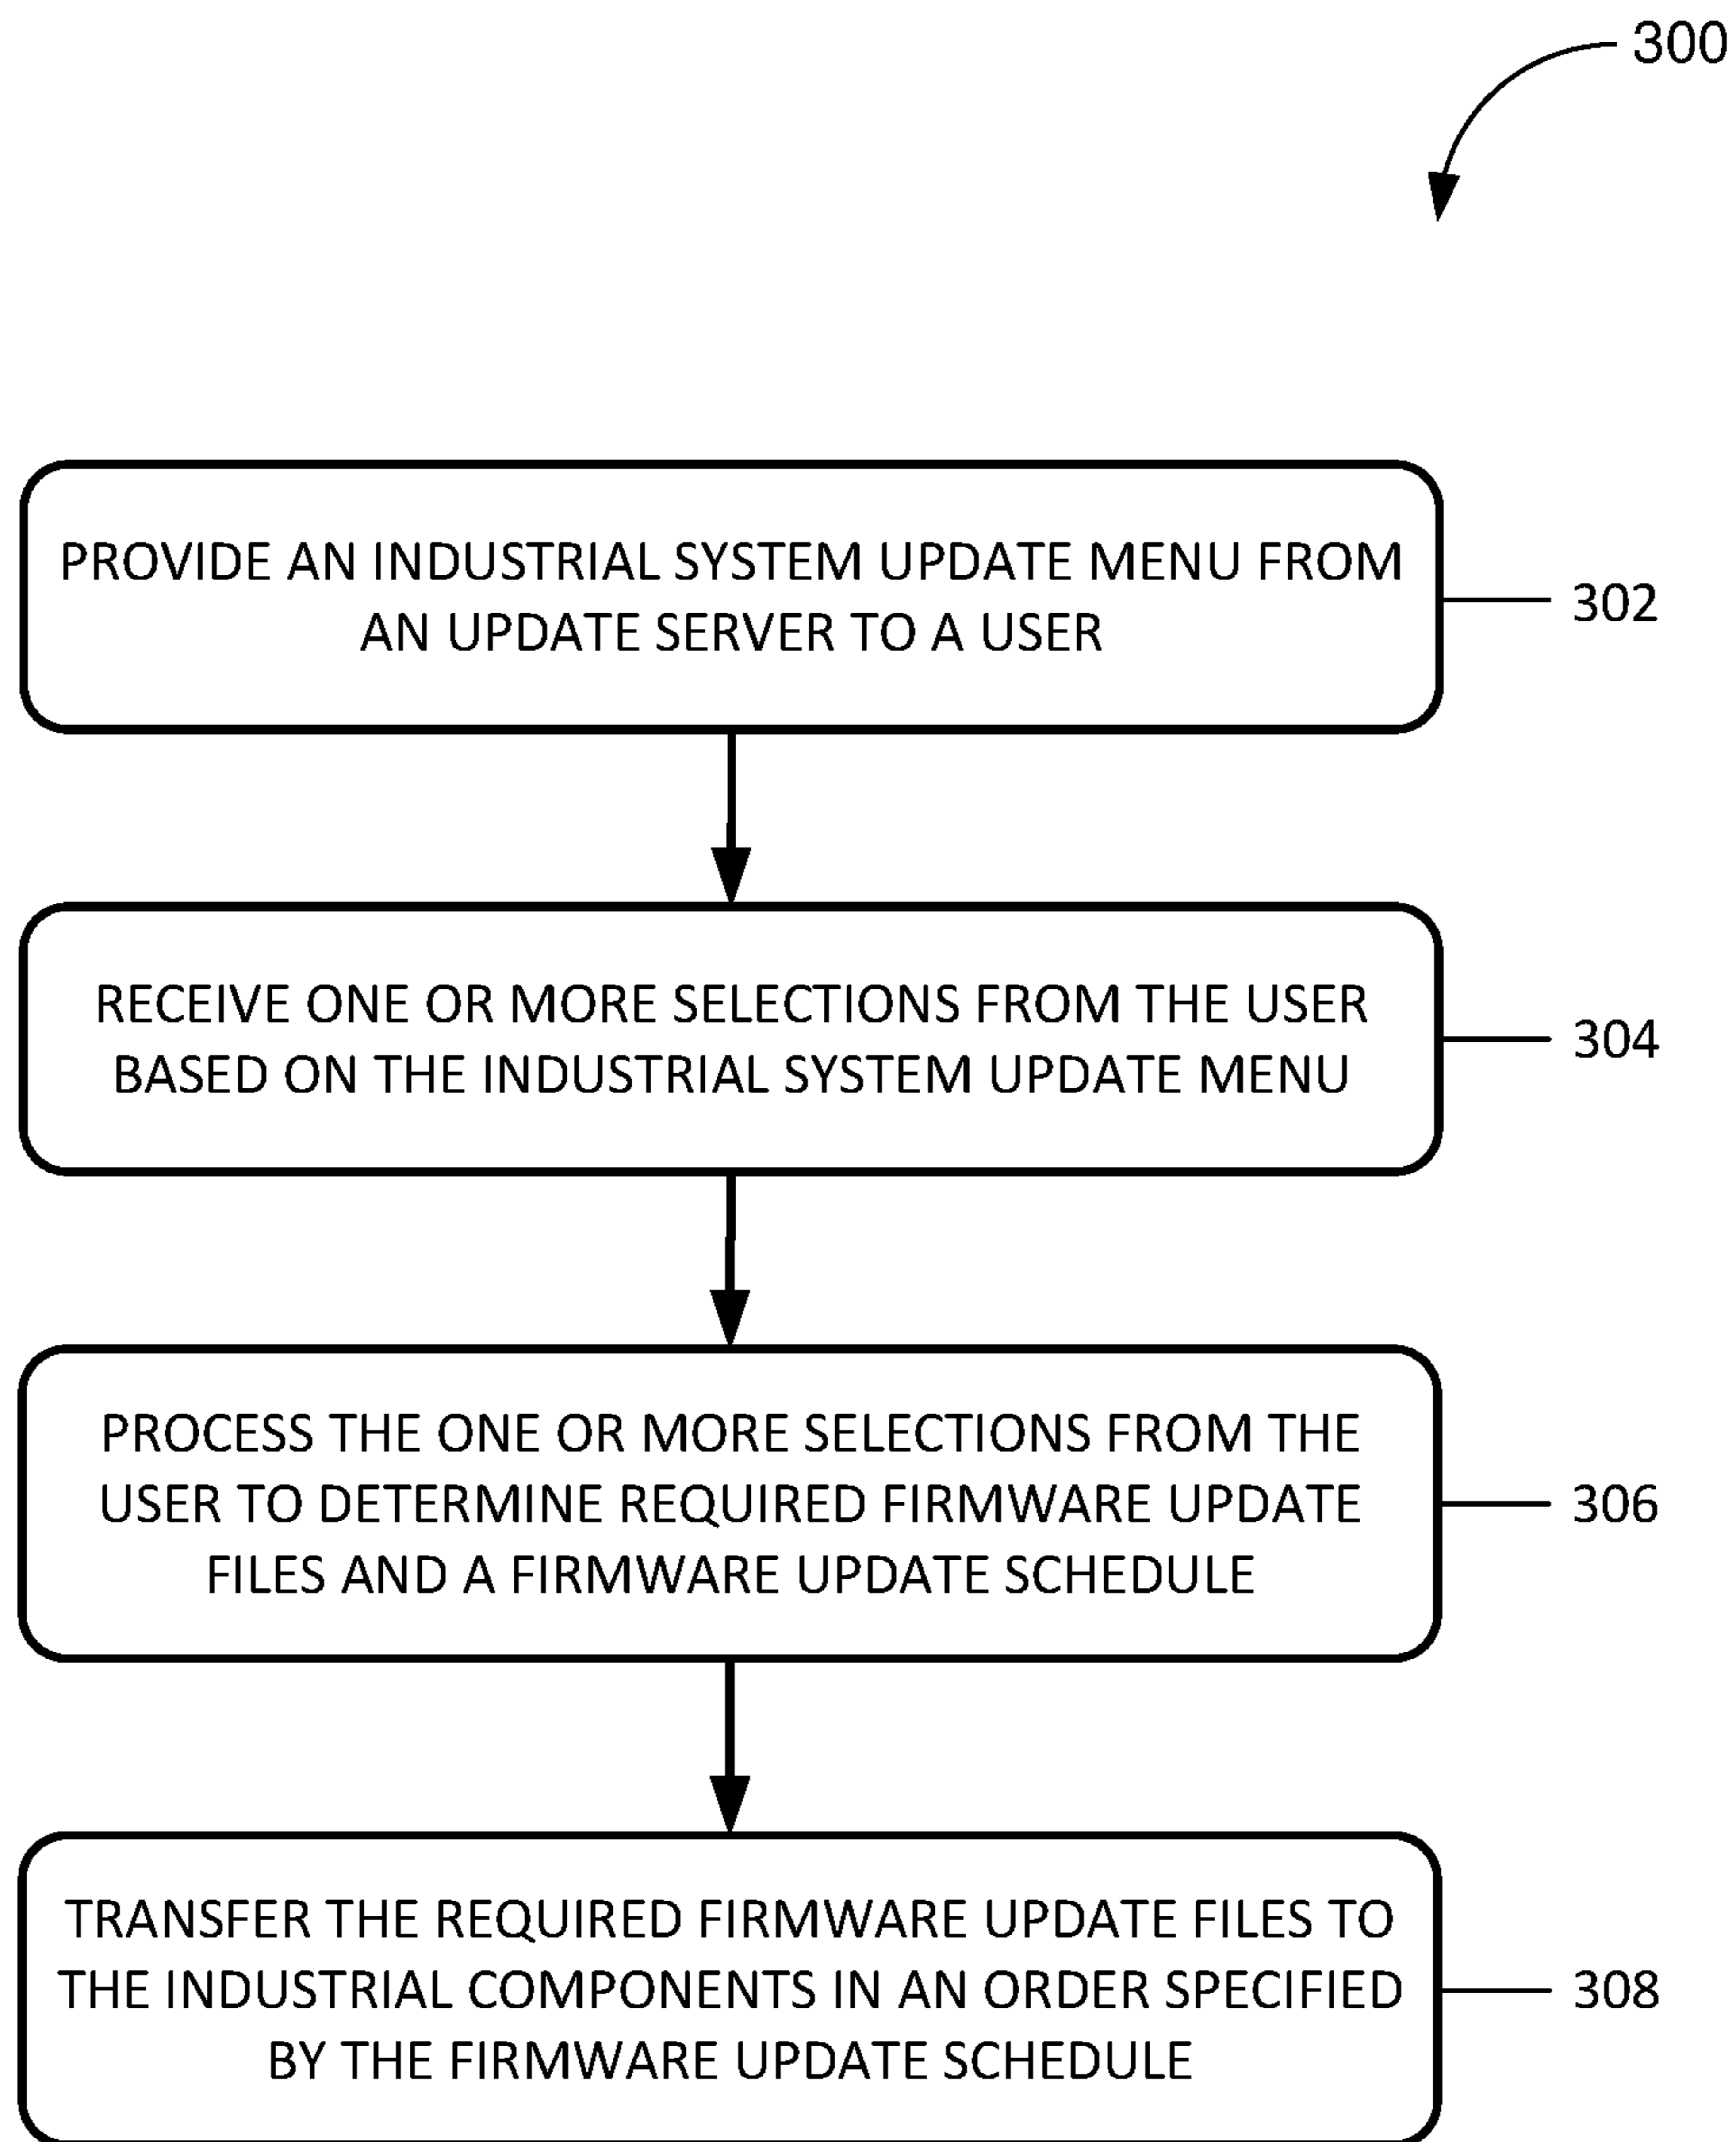 300
PROVIDE AN INDUSTRIAL SYSTEM UPDATE MENU FROM
AN UPDATE SERVER TO A USER
302
RECEIVE ONE OR MORE SELECTIONS FROM THE USER
BASED ON THE INDUSTRIAL SYSTEM UPDATE MENU
304
PROCESS THE ONE OR MORE SELECTIONS FROM THE
USER TO DETERMINE REQUIRED FIRMWARE UPDATE
FILES AND A FIRMWARE UPDATE SCHEDULE
306
TRANSFER THE REQUIRED FIRMWARE UPDATE FILES TO
THE INDUSTRIAL COMPONENTS IN AN ORDER SPECIFIED
BY THE FIRMWARE UPDATE SCHEDULE
308